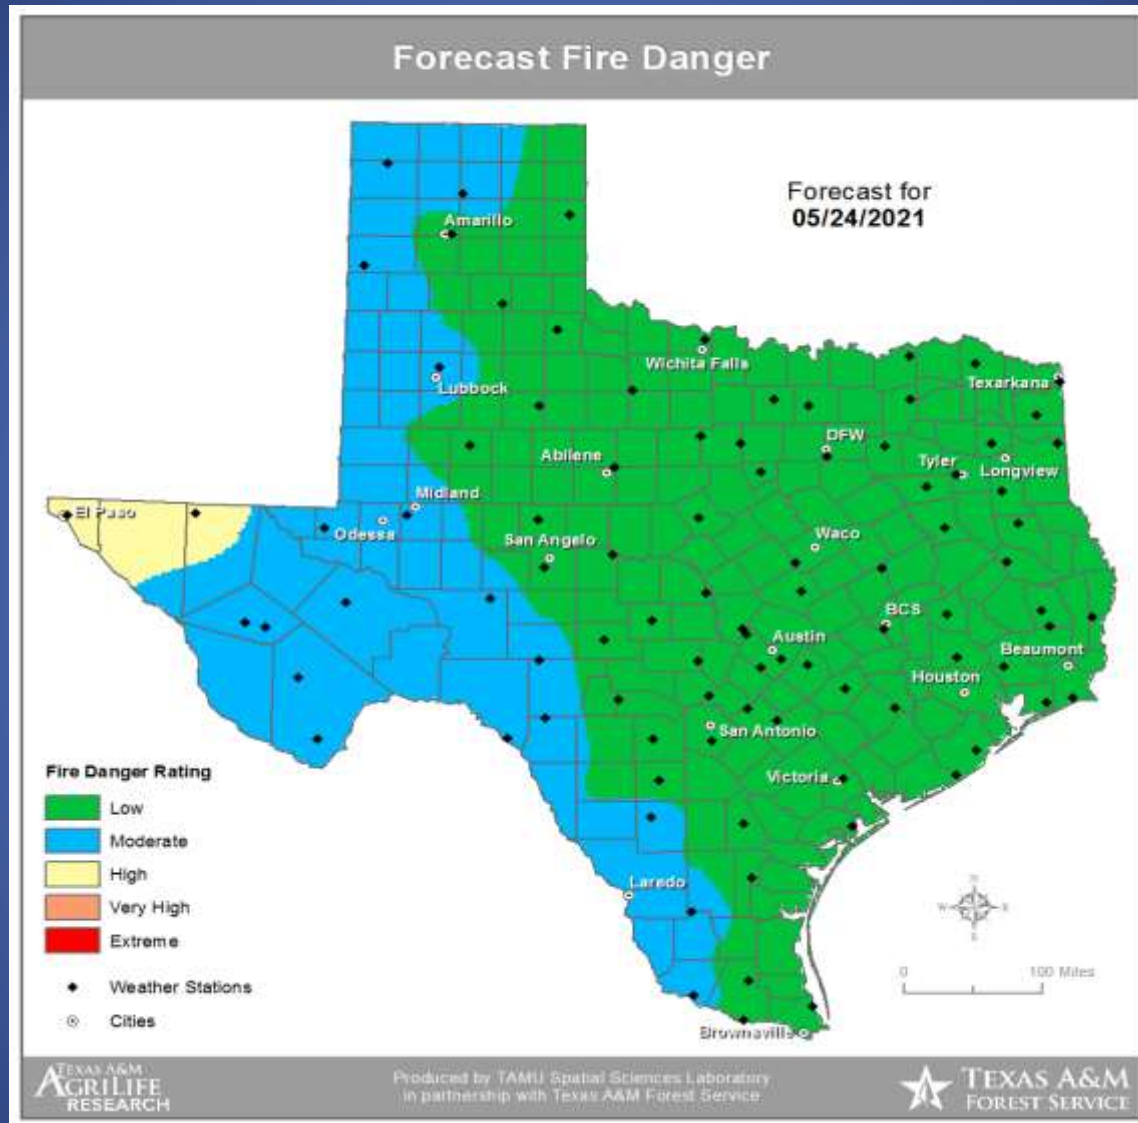 Forecast Fire Danger
Forecast for
05/24/2021
Amarillo
Wichita Falls
Texarkana
Lubbock
DFW
Abilene
Tyler
Longview
Midland
El Paso
Odessa
San Angelo
Waco
BCS
Austin
Beaumont
Houston
San Antonio
Victoria
Fire Danger Rating
Low
Moderate
High
Laredo
Very High
N
W
E
S
Extreme
0
100 Miles
Weather Stations
Cities
Brownsville
TEXAS A&M
AGRILIFE
RESEARCH
Produced by TAMU Spatial Sciences Laboratory
in partnership with Texas A&M Forest Service
TEXAS A&M
FOREST SERVICE